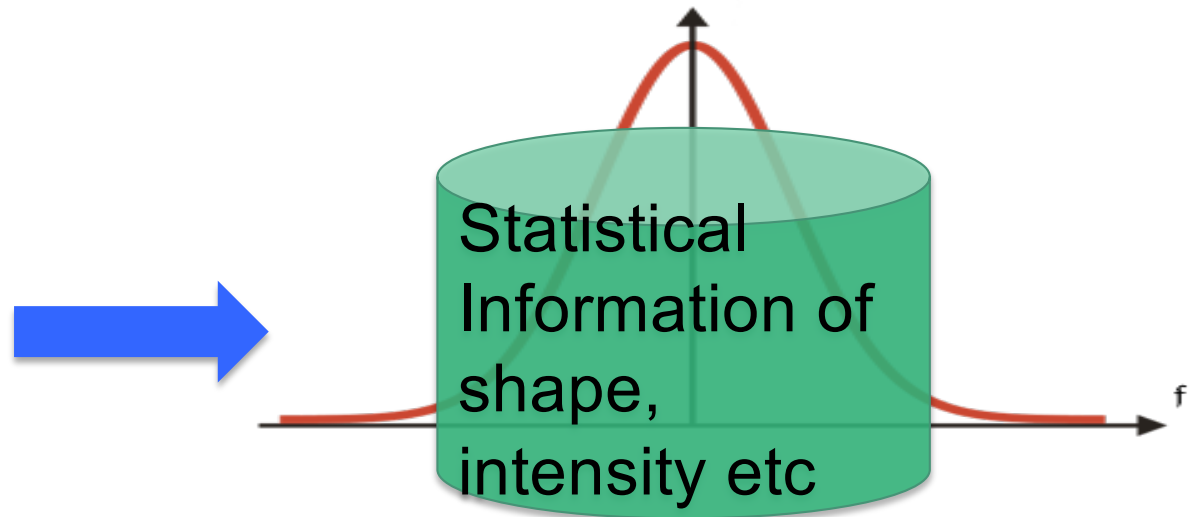 Statistical
Information of
shape,
f
intensity etc